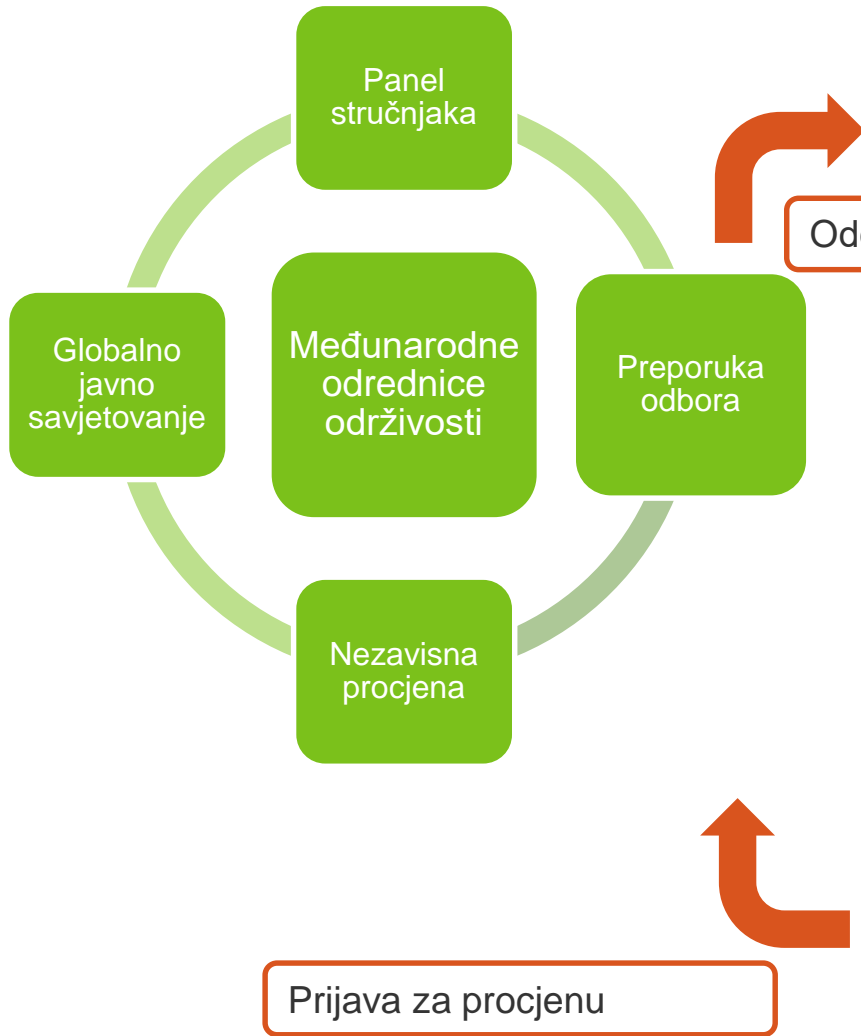 Panel
stručnjaka
Globalno
javno
savjetovanje
Međunarodne
odrednice
održivosti
Preporuka
odbora
Nezavisna
procjena
Prijava za procjenu